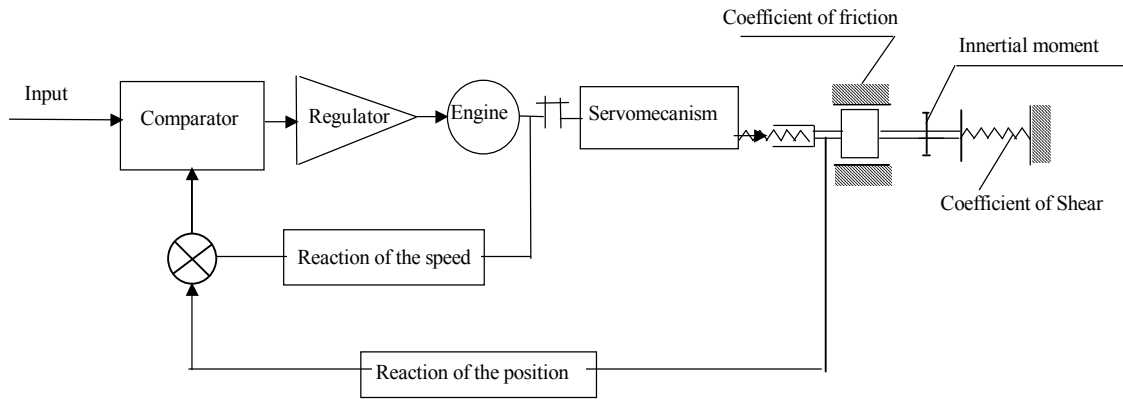 Coefficient of friction
Innertial moment
Input
Comparator
Regulator
Engine
Servomecanism
Coefficient of Shear
Reaction of the speed
Reaction of the position